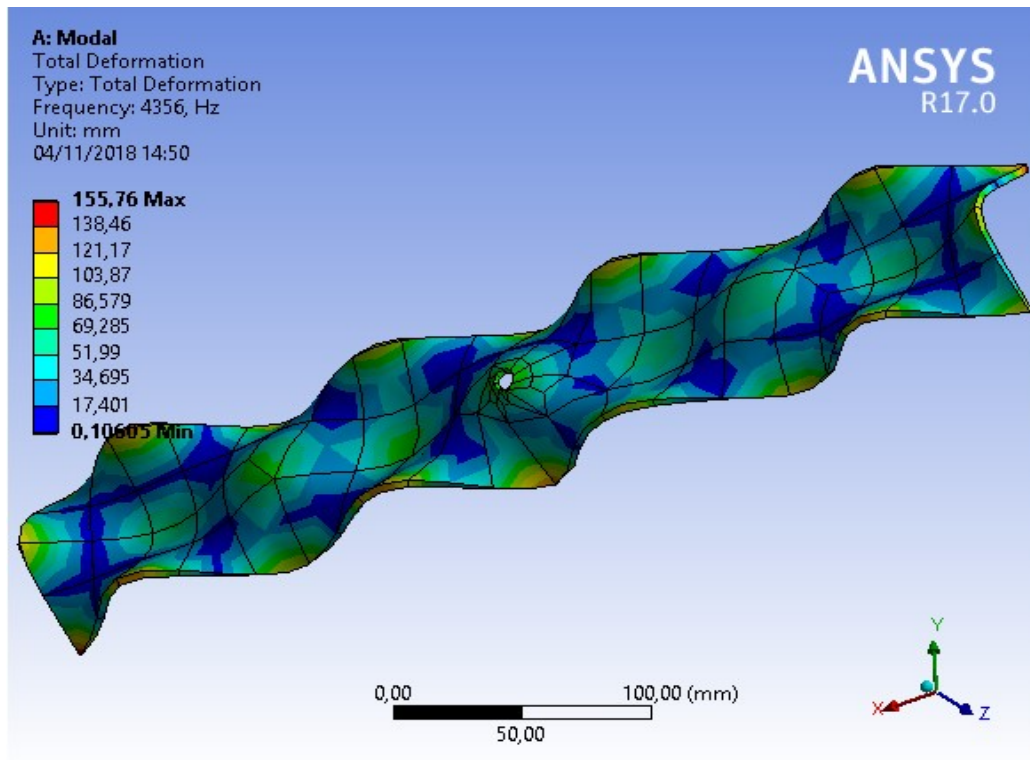 A: Modal
Total Deformation
Type: Total Deformation
Frequency: 4356, Hz
Unit: mm
04/11/2018 14:50
ANSYS
R17.0
155,76 Max
138,46
121,17
103,87
86,579
69,285
51,99
34,695
17,401
0,10605 Min
0,00
100,00 (mm)
50,00
Y
X
Z